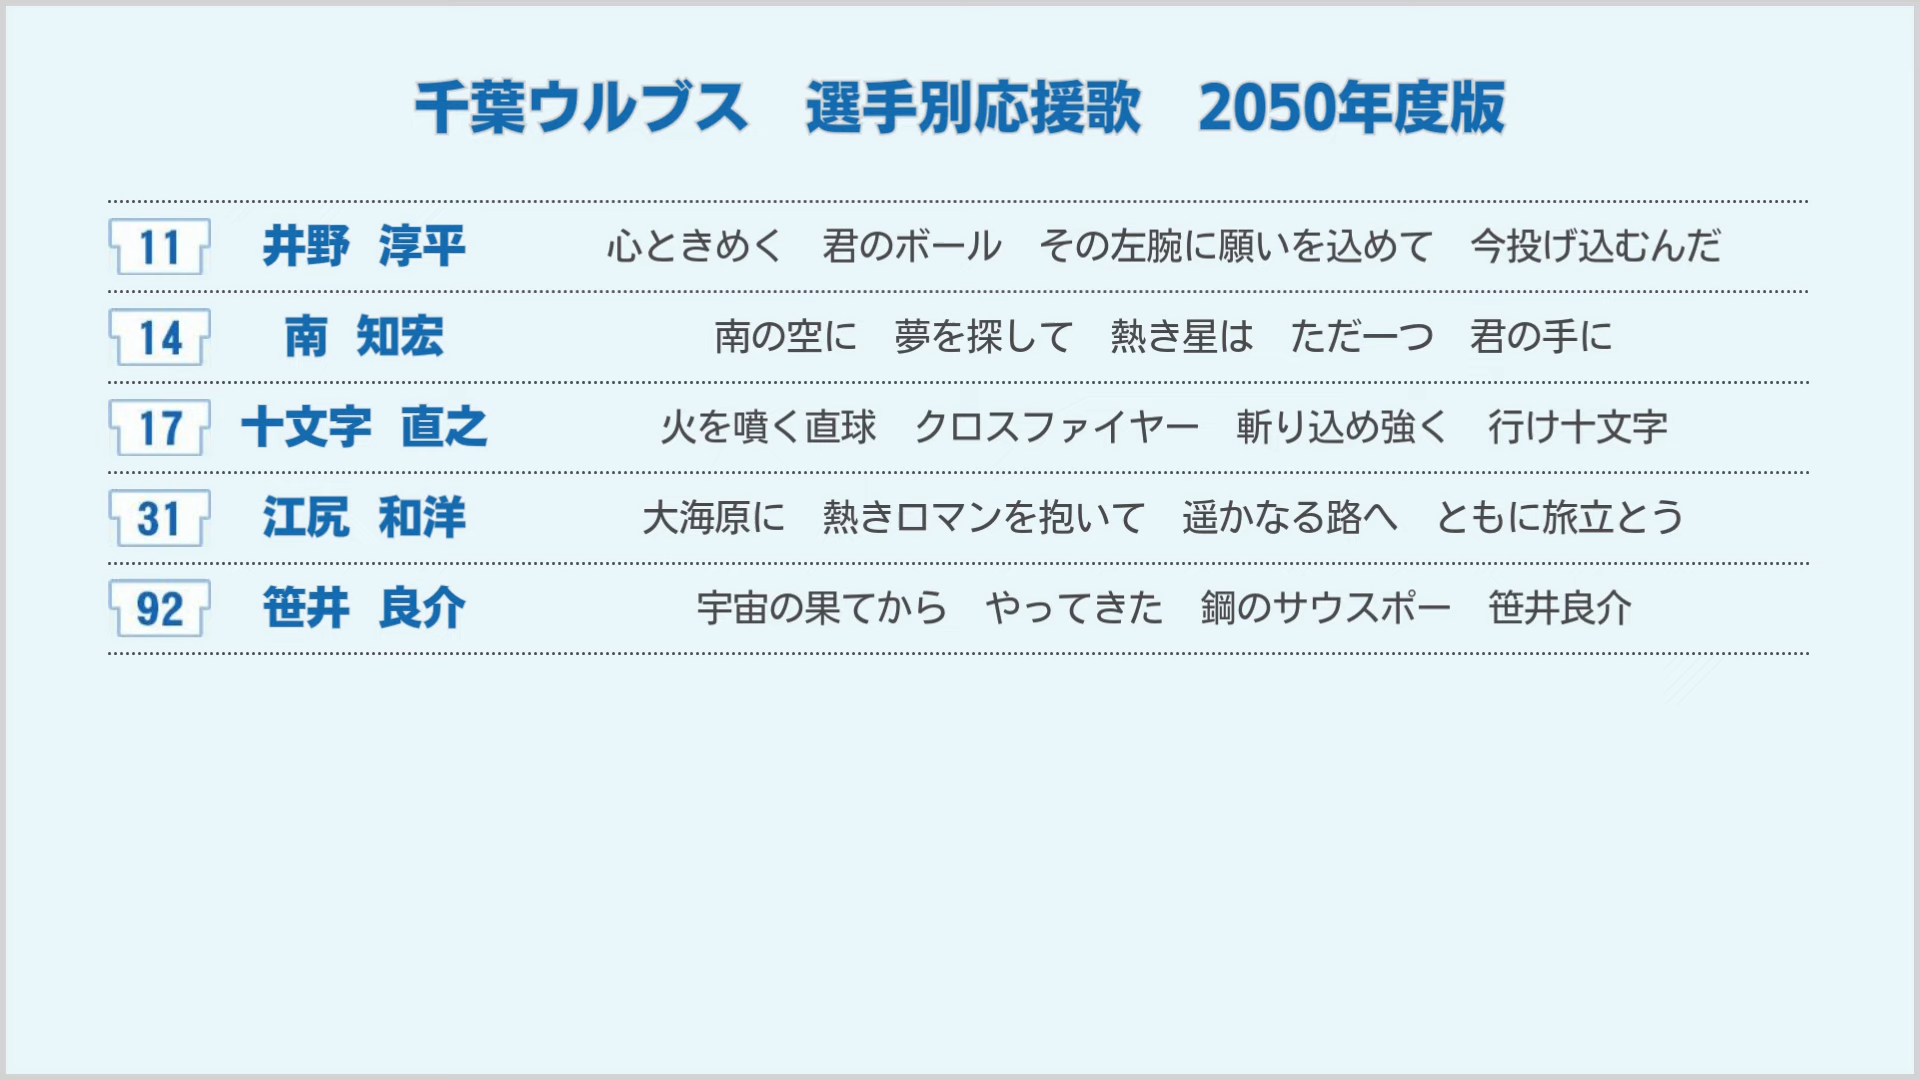 千葉ウルブス　選手別応援歌　2050年度版
11　井野 淳平　心ときめく　君のボール　その左腕に願いを込めて　今投げ込むんだ
14　南 知宏　南の空に　夢を探して　熱き星は　ただ一つ　君の手に
17　十文字 直之　火を噴く直球　クロスファイヤー　斬り込め強く　行け十文字
31　江尻 和洋　大海原に　熱きロマンを抱いて　遥かなる路へ　ともに旅立とう
92　笹井 良介　宇宙の果てから　やってきた　鋼のサウスポー　笹井良介